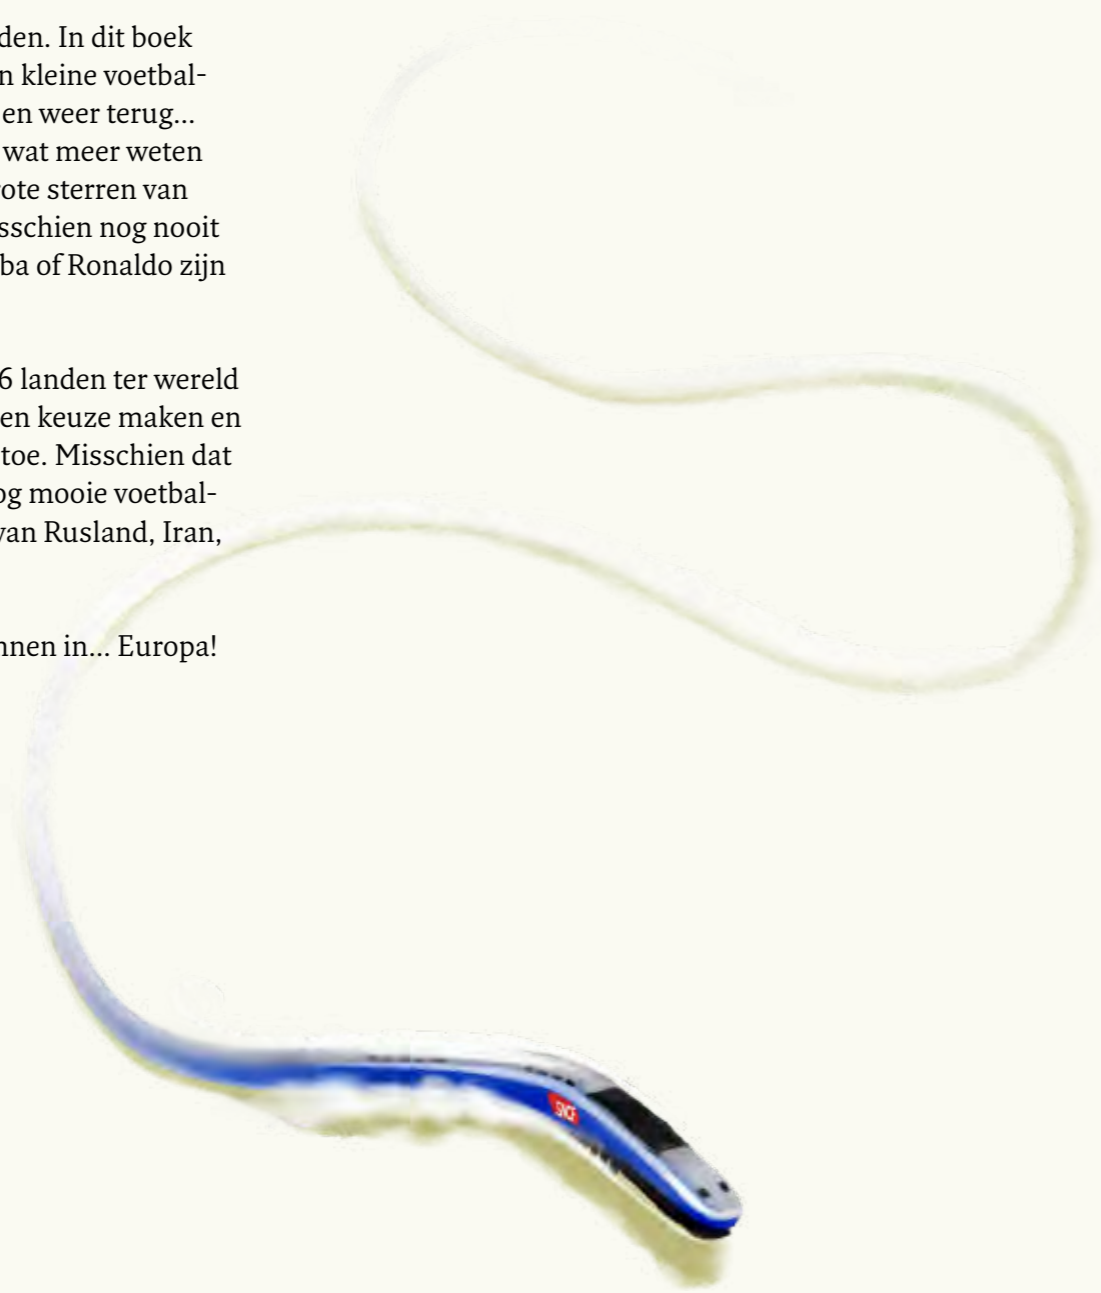 den. In dit boek
n kleine voetbal-
en weer terug...
wat meer weten
ote sterren van
sschien nog nooit
ba of Ronaldo zijn
6 landen ter wereld
en keuze maken en
toe. Misschien dat
og mooie voetbal-
van Rusland, Iran,
nnen in... Europa!
SNCF